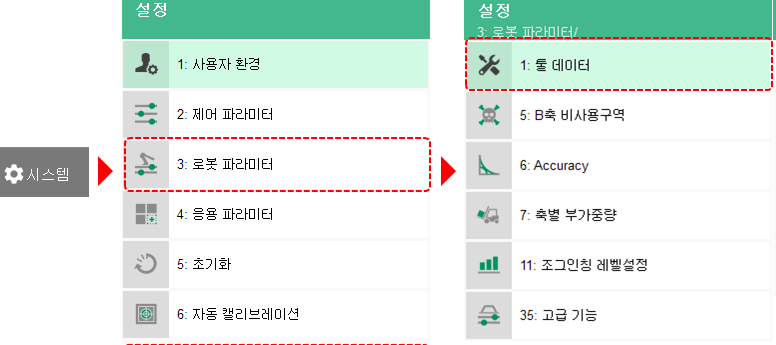 시스템
설정
1: 사용자 환경
2: 제어 파라미터
3: 로봇 파라미터
4: 응용 파라미터
5: 초기화
6: 자동 캘리브레이션
설정
3: 로봇 파라미터/
1: 툴 데이터
5: B축 비사용구역
6: Accuracy
7: 축별 부가중량
11: 조그인칭 레벨설정
35: 고급 기능